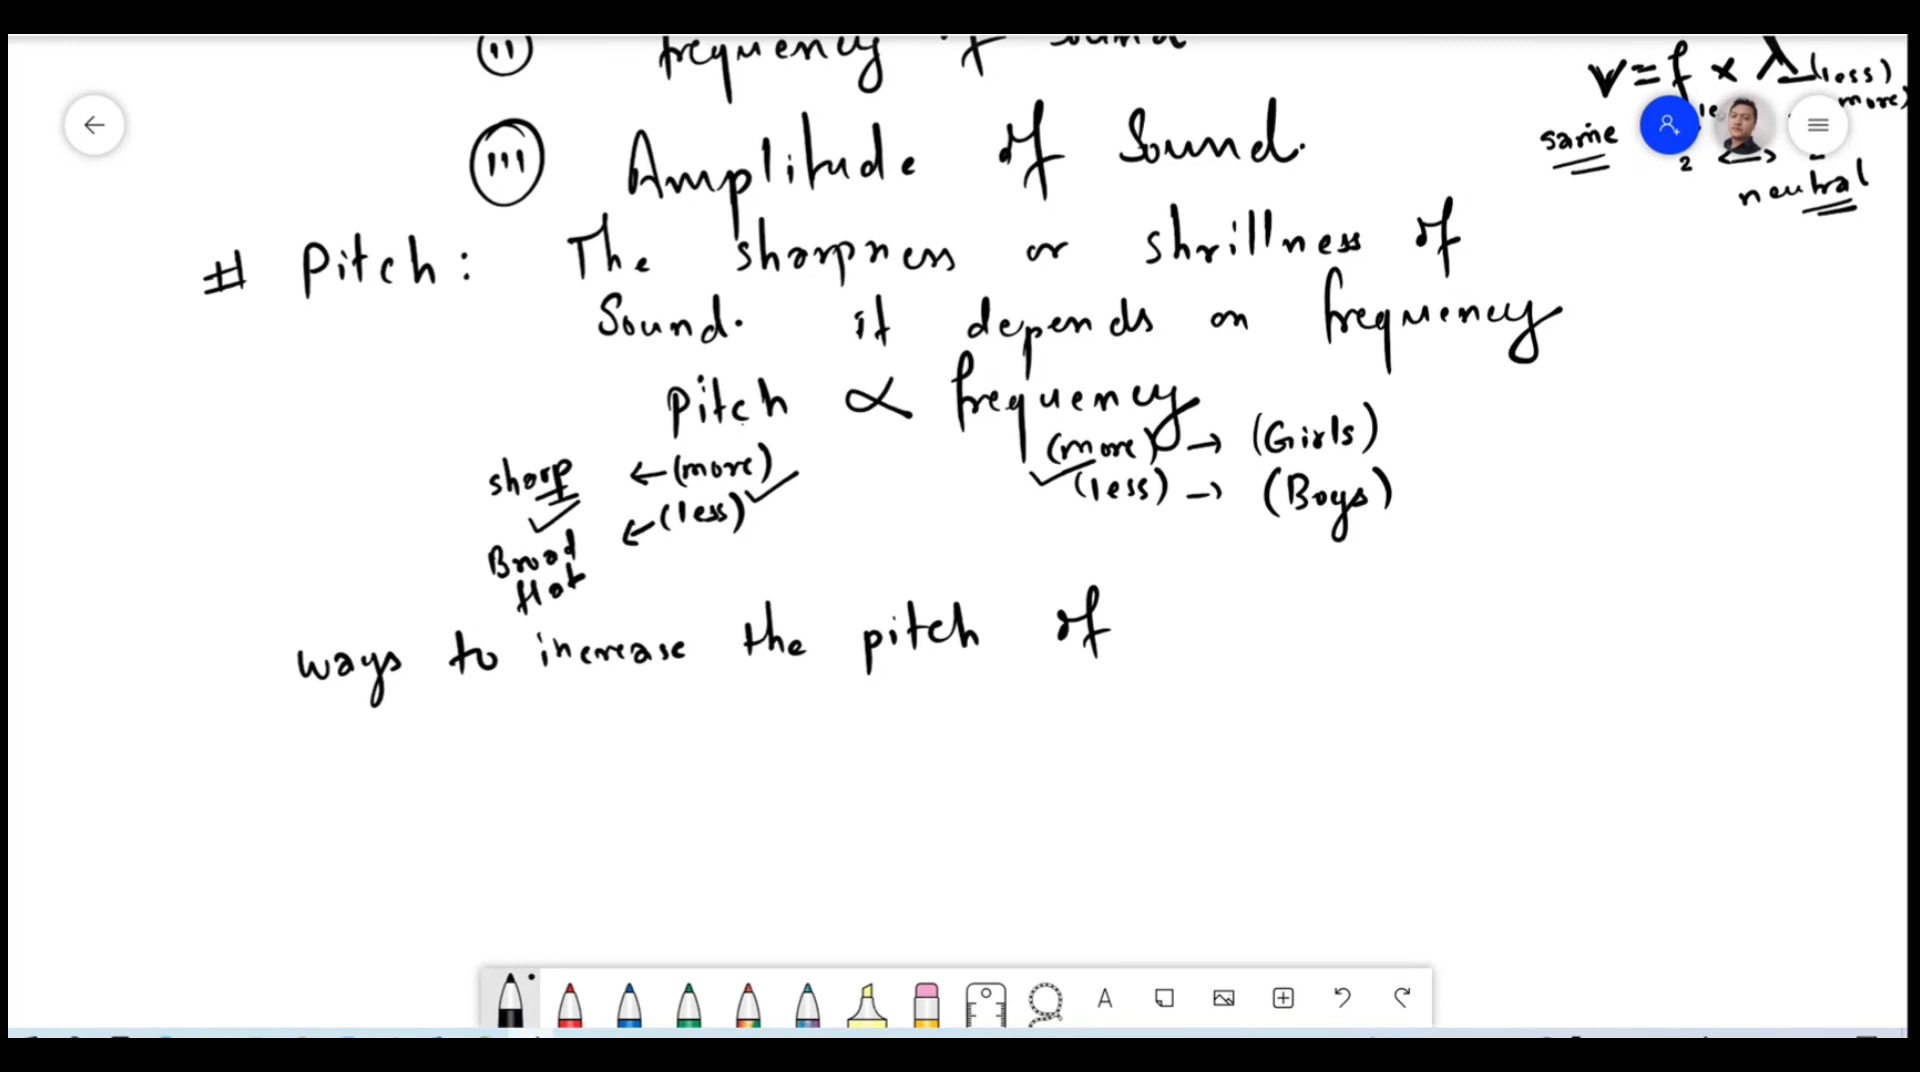 (ii) frequency of sound
(iii) Amplitude of Sound.
# Pitch: The sharpness or shrillness of
Sound. it depends on frequency
Pitch ∝ frequency
sharp ← (more)
(more) → (Girls)
Broad ← (less)
(less) → (Boys)
flat
ways to increase the pitch of
v = f × λ (less)
more)
same
2
neutral
A